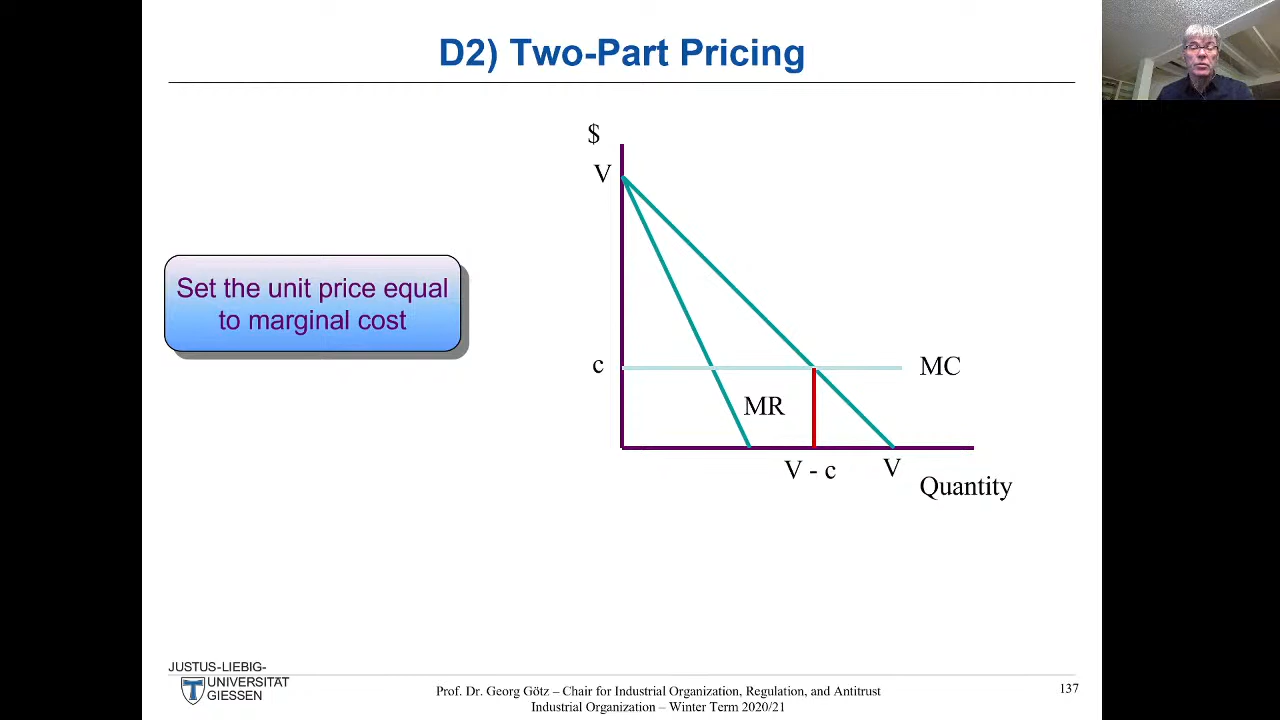 D2) Two-Part Pricing
$
V
Set the unit price equal
to marginal cost
c
MC
MR
V - c
V
Quantity
JUSTUS-LIEBIG-
UNIVERSITÄT
GIESSEN
Prof. Dr. Georg Götz – Chair for Industrial Organization, Regulation, and Antitrust
Industrial Organization – Winter Term 2020/21
137